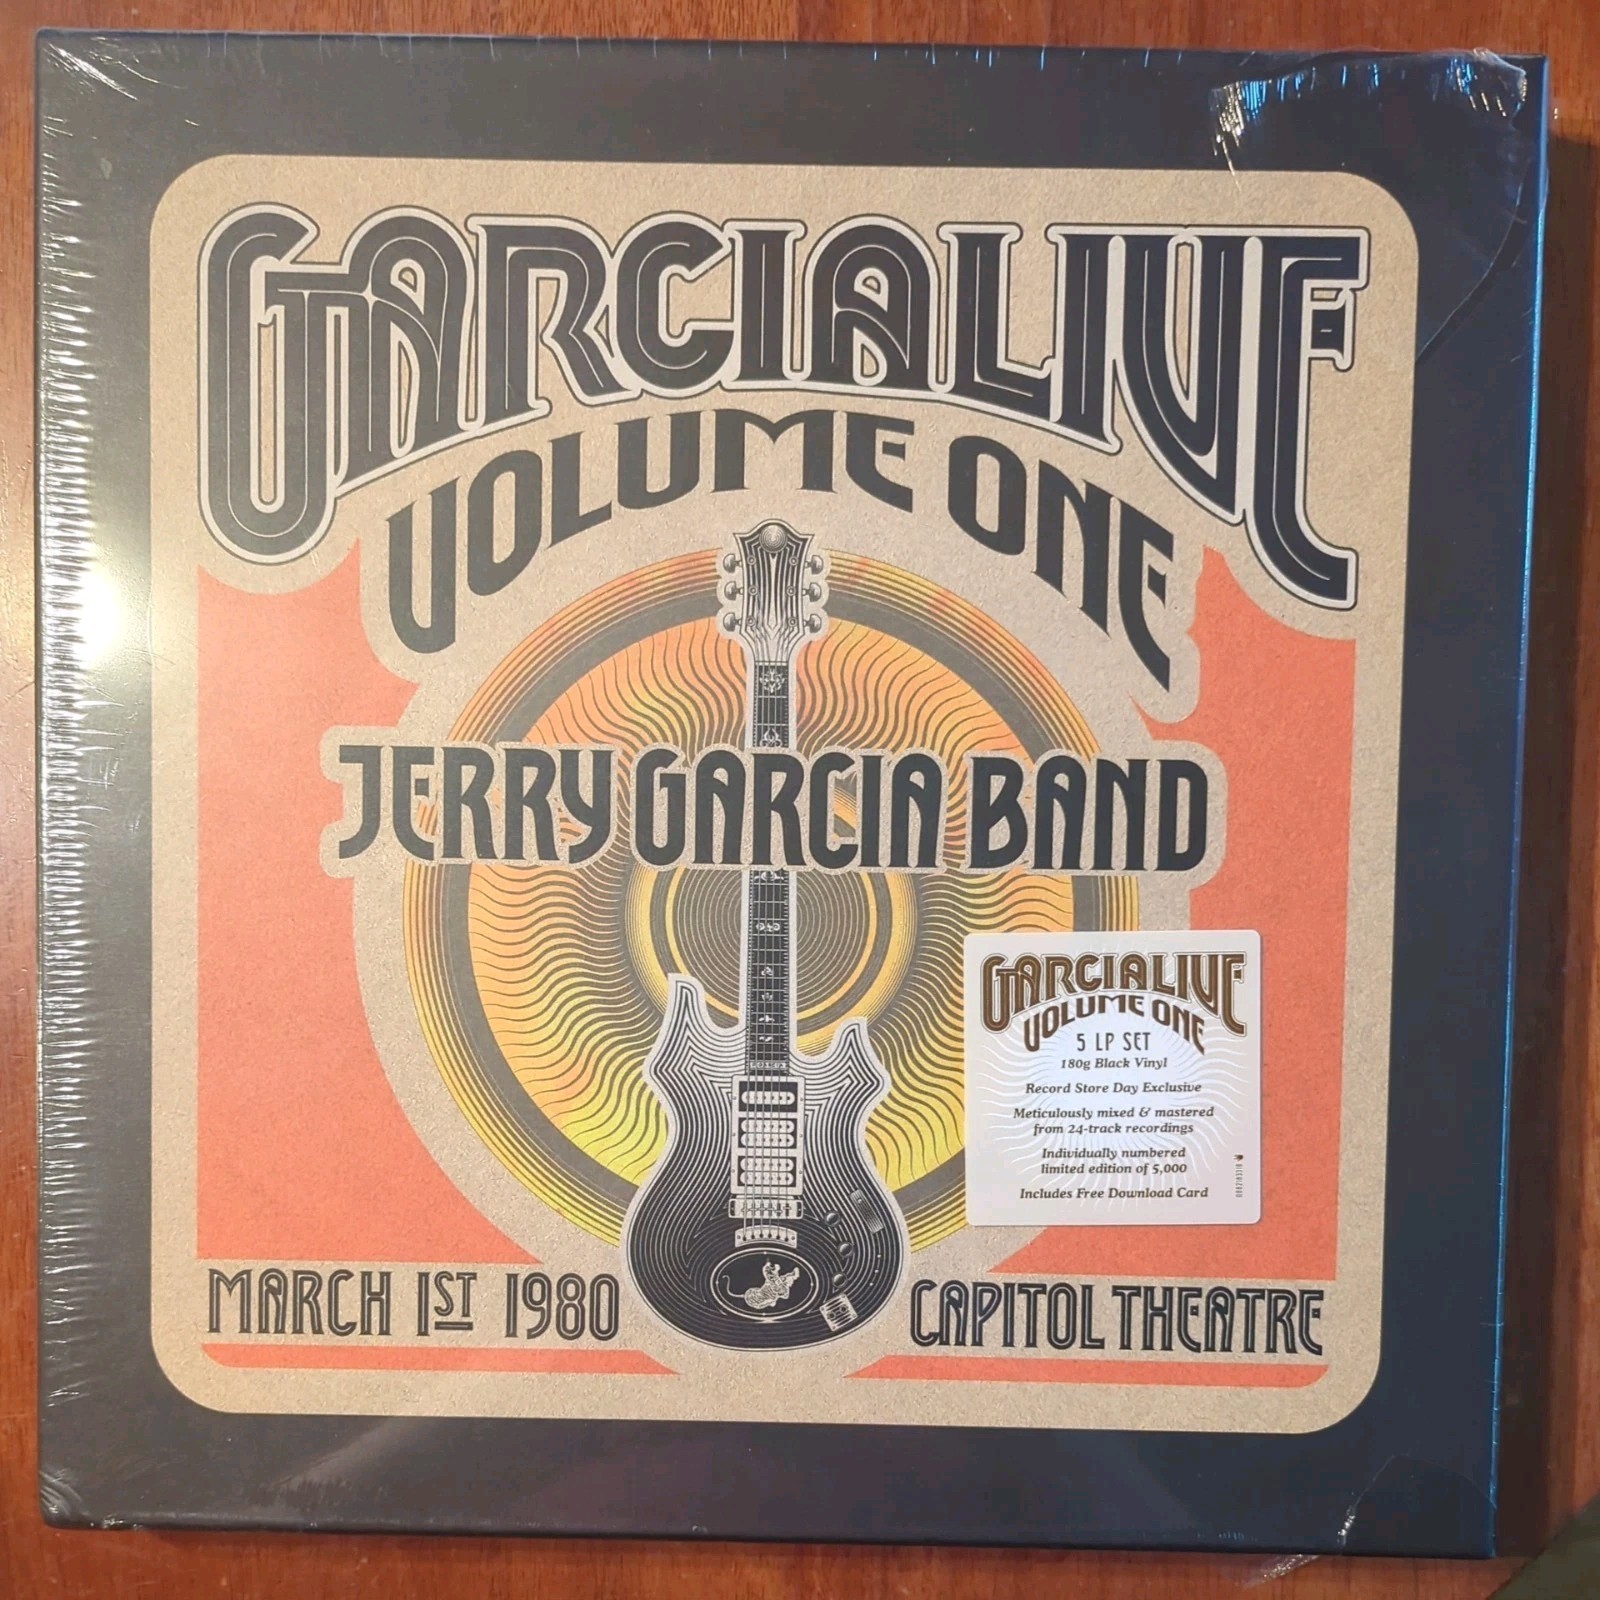 GARCIALIVE
VOLUME ONE
JERRY GARCIA BAND
GARCIALIVE
VOLUME ONE
5 LP SET
180g Black Vinyl
Record Store Day Exclusive
Meticulously mixed & mastered
from 24-track recordings
Individually numbered
limited edition of 5,000
Includes Free Download Card
MARCH 1ST 1980
CAPITOL THEATRE